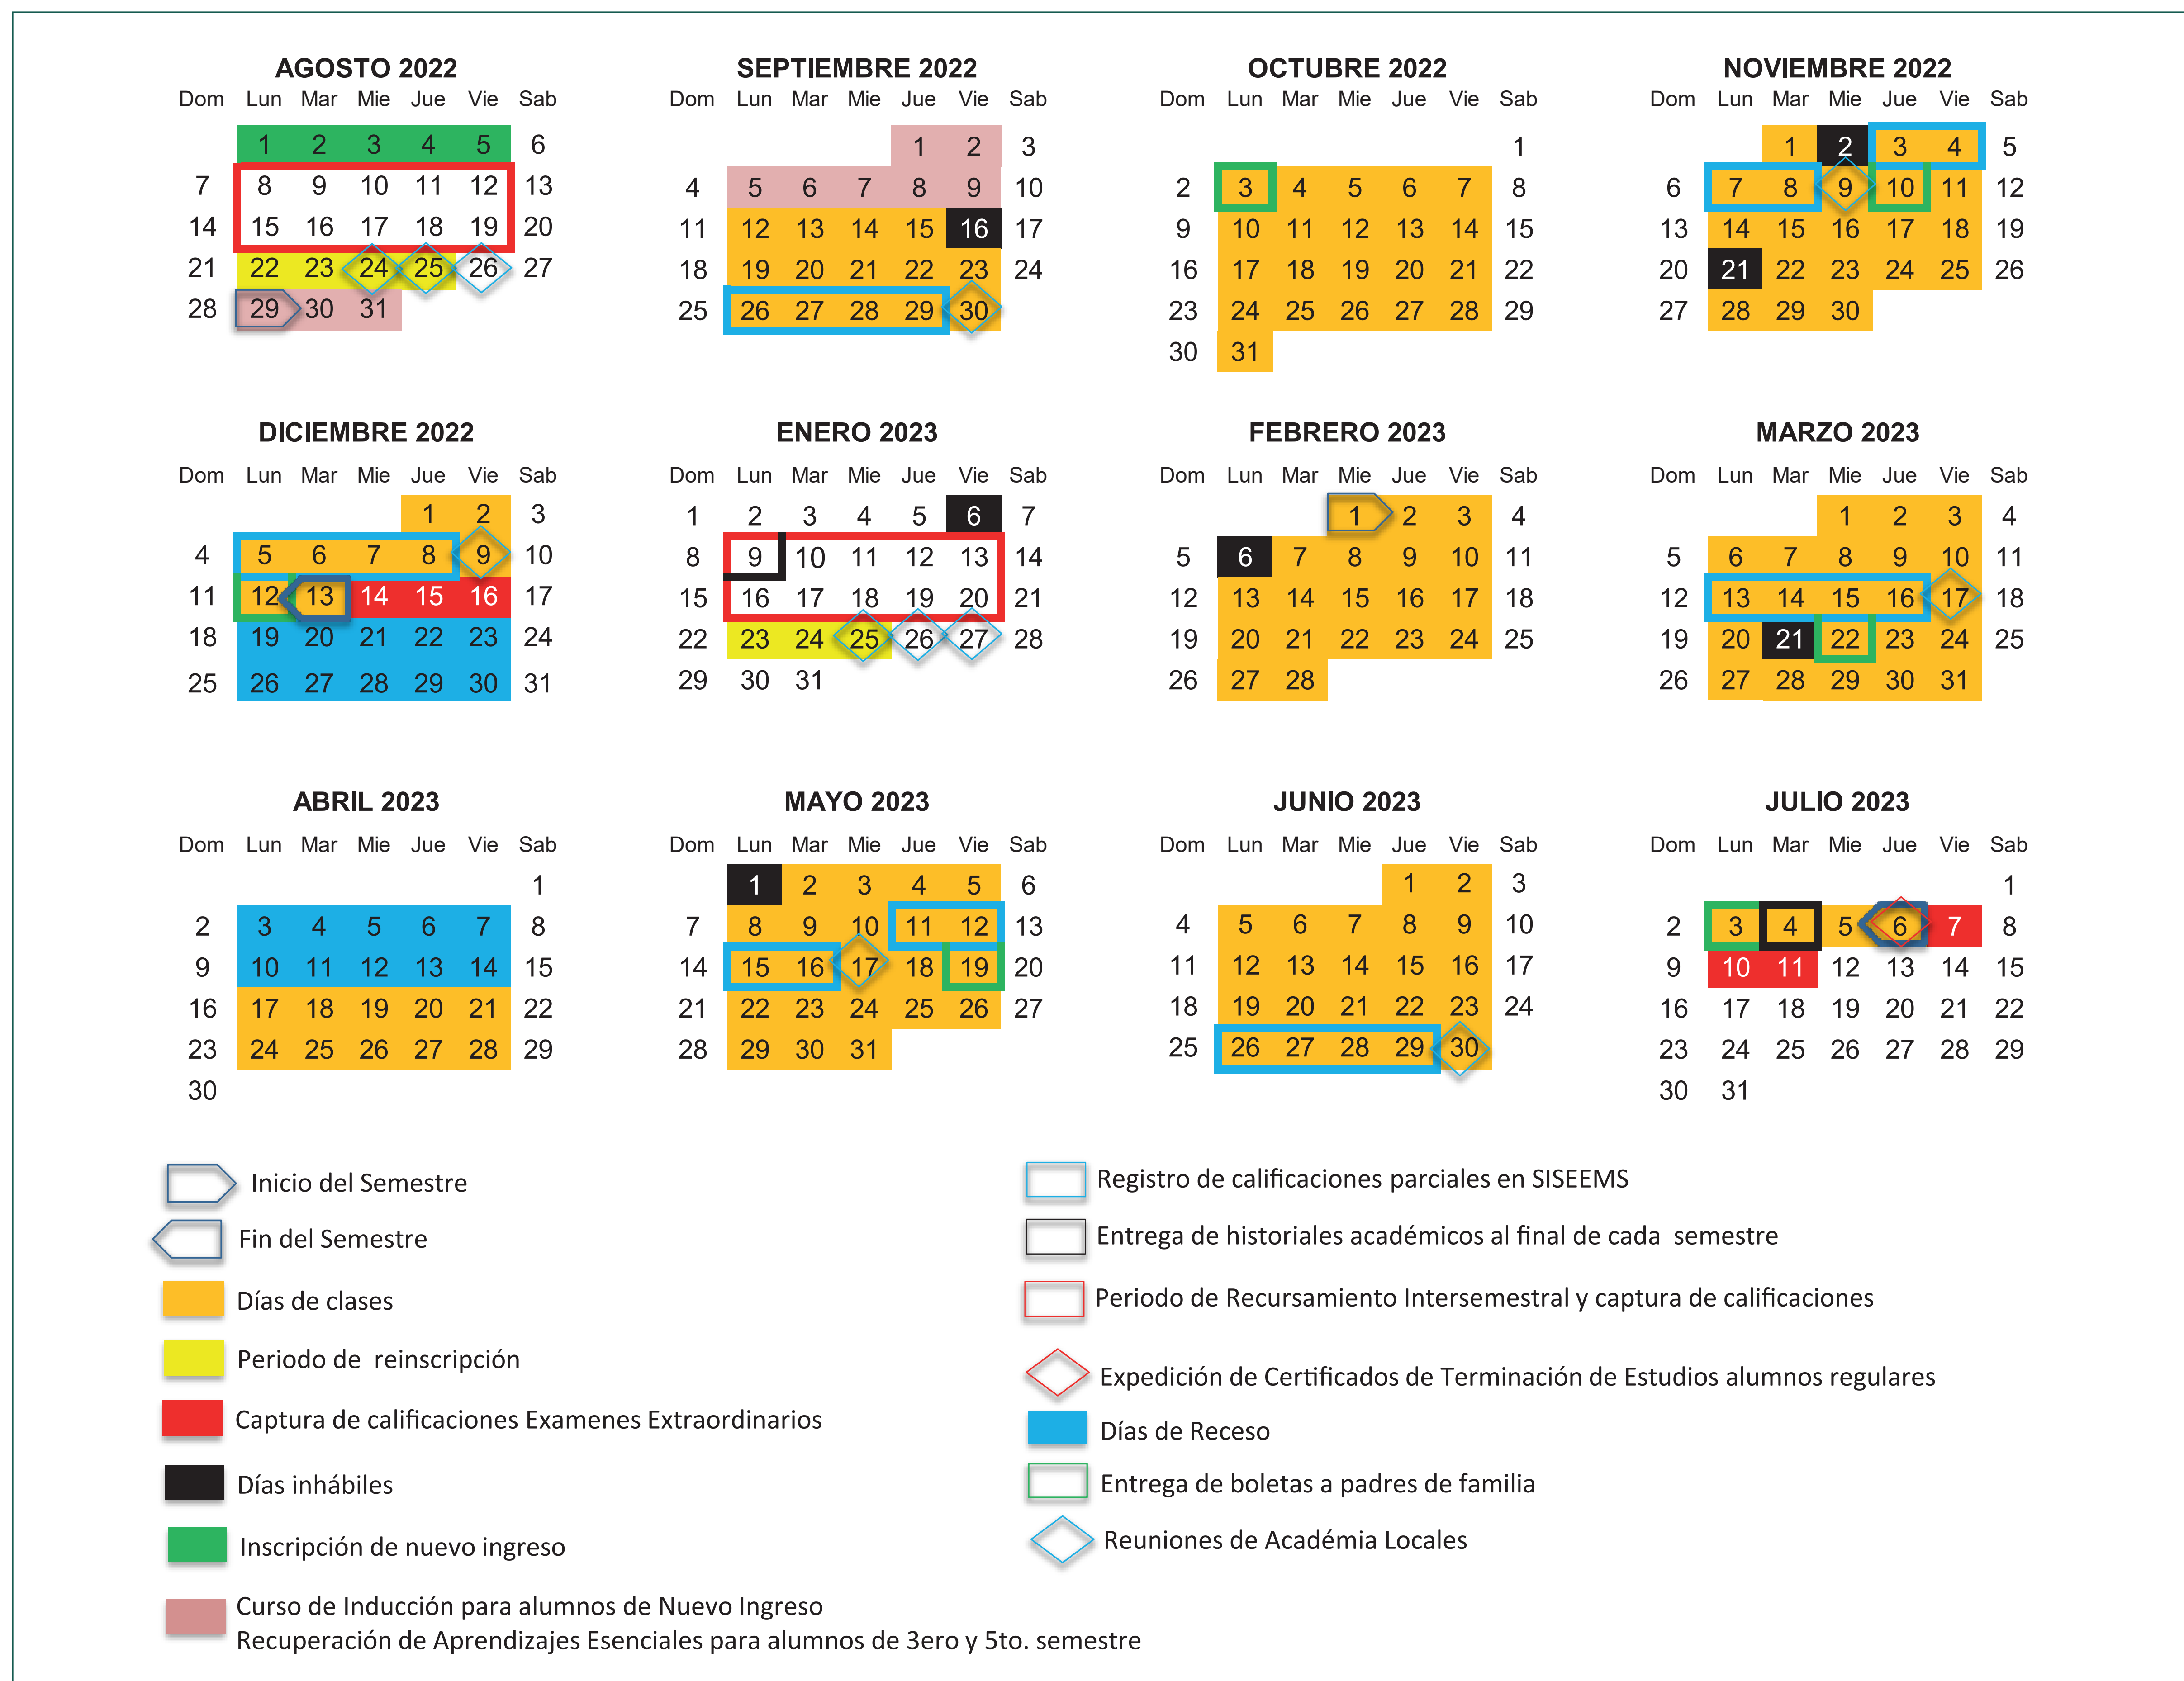 AGOSTO 2022
Dom Lun Mar Mie Jue Vie Sab
1 2 3 4 5 6
7 8 9 10 11 12 13
14 15 16 17 18 19 20
21 22 23 24 25 26 27
28 29 30 31
SEPTIEMBRE 2022
Dom Lun Mar Mie Jue Vie Sab
1 2 3
4 5 6 7 8 9 10
11 12 13 14 15 16 17
18 19 20 21 22 23 24
25 26 27 28 29 30
OCTUBRE 2022
Dom Lun Mar Mie Jue Vie Sab
1
2 3 4 5 6 7 8
9 10 11 12 13 14 15
16 17 18 19 20 21 22
23 24 25 26 27 28 29
30 31
NOVIEMBRE 2022
Dom Lun Mar Mie Jue Vie Sab
1 2 3 4 5
6 7 8 9 10 11 12
13 14 15 16 17 18 19
20 21 22 23 24 25 26
27 28 29 30
DICIEMBRE 2022
Dom Lun Mar Mie Jue Vie Sab
1 2 3
4 5 6 7 8 9 10
11 12 13 14 15 16 17
18 19 20 21 22 23 24
25 26 27 28 29 30 31
ENERO 2023
Dom Lun Mar Mie Jue Vie Sab
1 2 3 4 5 6 7
8 9 10 11 12 13 14
15 16 17 18 19 20 21
22 23 24 25 26 27 28
29 30 31
FEBRERO 2023
Dom Lun Mar Mie Jue Vie Sab
1 2 3 4
5 6 7 8 9 10 11
12 13 14 15 16 17 18
19 20 21 22 23 24 25
26 27 28
MARZO 2023
Dom Lun Mar Mie Jue Vie Sab
1 2 3 4
5 6 7 8 9 10 11
12 13 14 15 16 17 18
19 20 21 22 23 24 25
26 27 28 29 30 31
ABRIL 2023
Dom Lun Mar Mie Jue Vie Sab
1
2 3 4 5 6 7 8
9 10 11 12 13 14 15
16 17 18 19 20 21 22
23 24 25 26 27 28 29
30
MAYO 2023
Dom Lun Mar Mie Jue Vie Sab
1 2 3 4 5 6
7 8 9 10 11 12 13
14 15 16 17 18 19 20
21 22 23 24 25 26 27
28 29 30 31
JUNIO 2023
Dom Lun Mar Mie Jue Vie Sab
1 2 3
4 5 6 7 8 9 10
11 12 13 14 15 16 17
18 19 20 21 22 23 24
25 26 27 28 29 30
JULIO 2023
Dom Lun Mar Mie Jue Vie Sab
1
2 3 4 5 6 7 8
9 10 11 12 13 14 15
16 17 18 19 20 21 22
23 24 25 26 27 28 29
30 31
Inicio del Semestre
Fin del Semestre
Días de clases
Periodo de reinscripción
Captura de calificaciones Examenes Extraordinarios
Días inhábiles
Inscripción de nuevo ingreso
Curso de Inducción para alumnos de Nuevo Ingreso
Recuperación de Aprendizajes Esenciales para alumnos de 3ero y 5to. semestre
Registro de calificaciones parciales en SISEEMS
Entrega de historiales académicos al final de cada semestre
Periodo de Recursamiento Intersemestral y captura de calificaciones
Expedición de Certificados de Terminación de Estudios alumnos regulares
Días de Receso
Entrega de boletas a padres de familia
Reuniones de Académia Locales